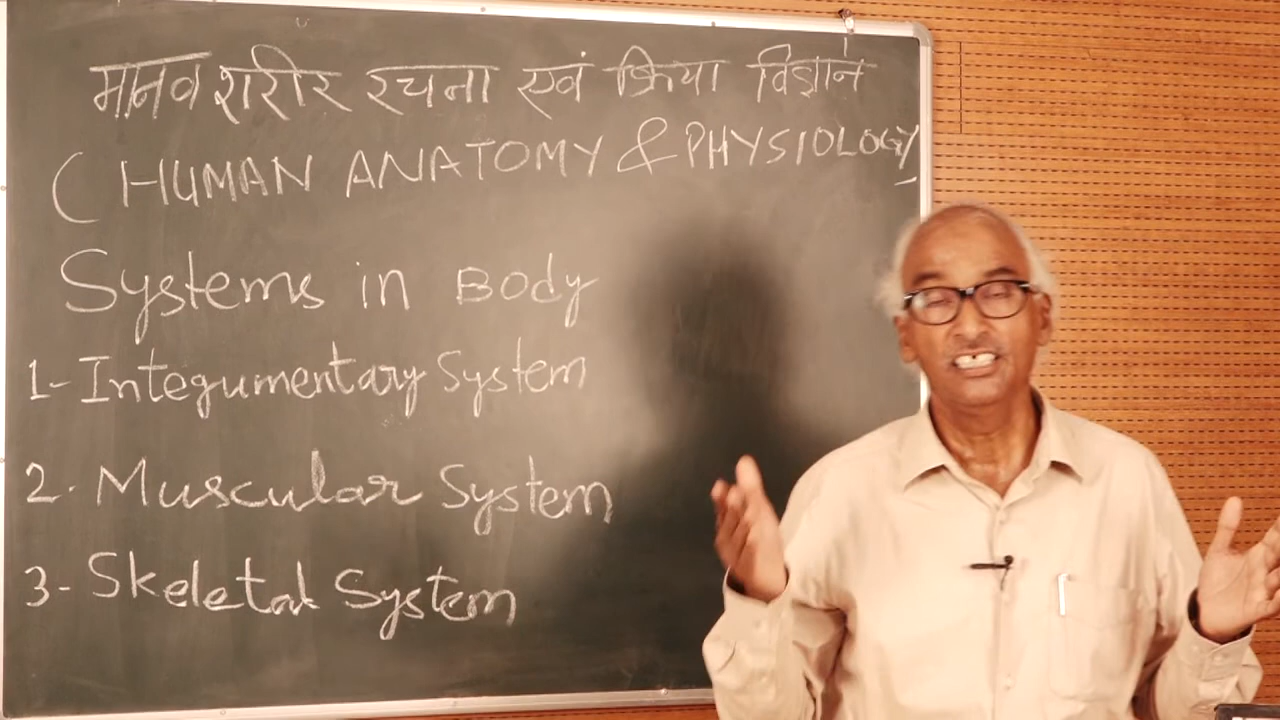 मानव शरीर रचना एवं क्रिया विज्ञान
( HUMAN ANATOMY & PHYSIOLOGY
Systems in BODY
1- Integumentary System
2. Muscular System
3- Skeletal System